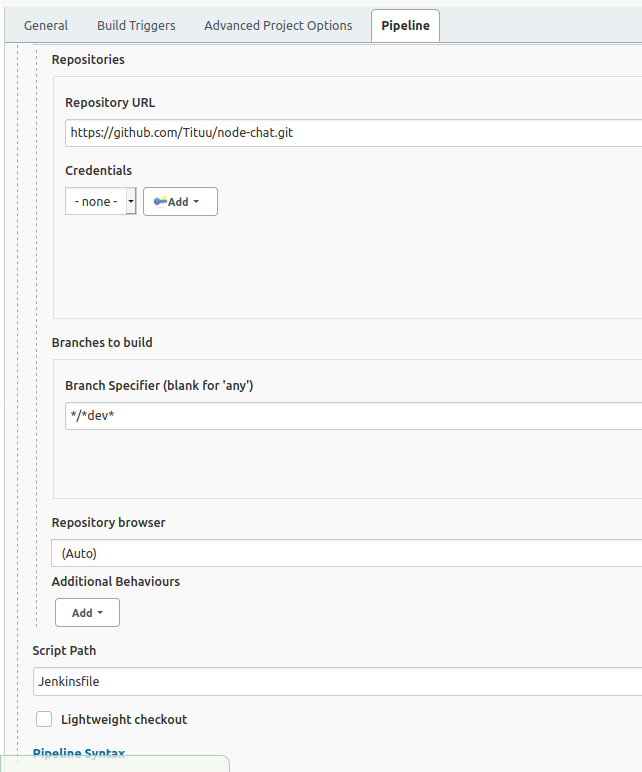 General Build Triggers Advanced Project Options Pipeline
Repositories
Repository URL
https://github.com/Tituu/node-chat.git
Credentials
- none - Add
Branches to build
Branch Specifier (blank for 'any')
*/*dev*
Repository browser
(Auto)
Additional Behaviours
Add
Script Path
Jenkinsfile
Lightweight checkout
Pipeline Syntax